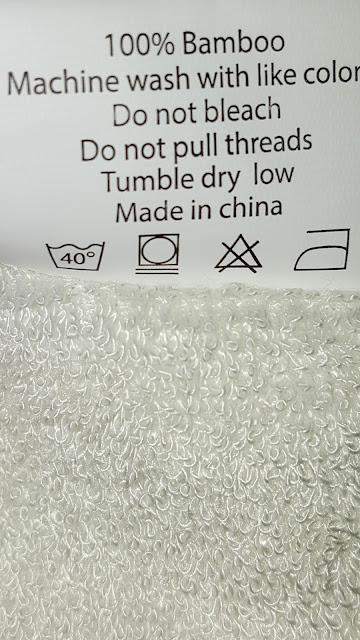 100% Bamboo
Machine wash with like color
Do not bleach
Do not pull threads
Tumble dry low
Made in china
40°